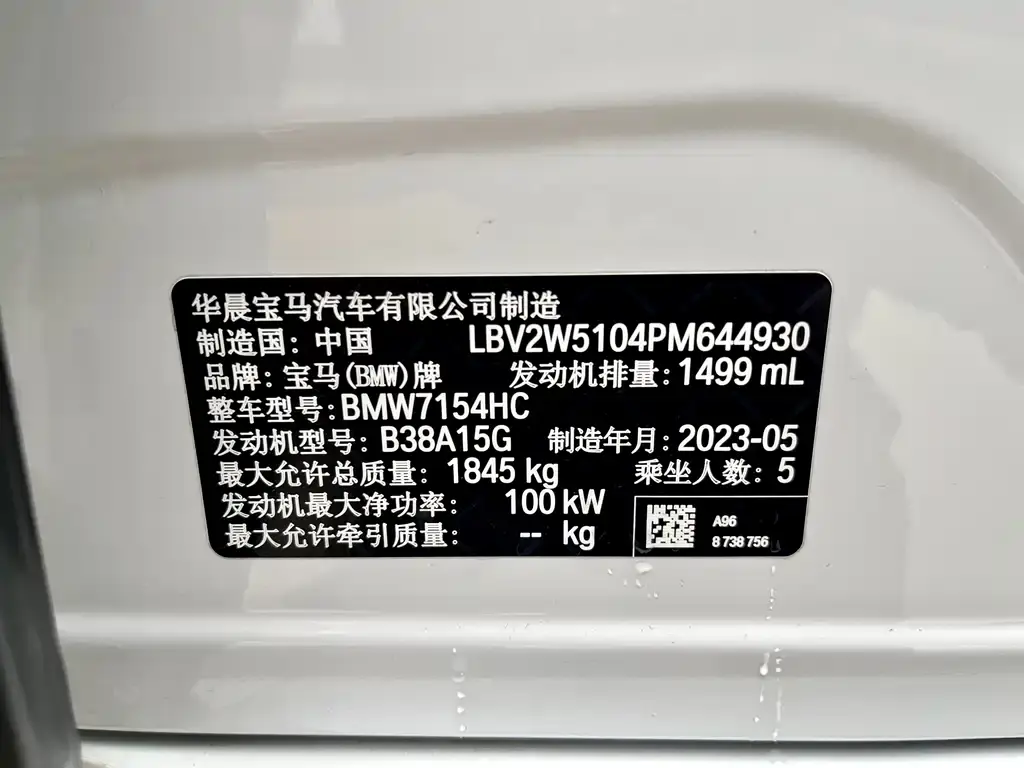 华晨宝马汽车有限公司制造
制造国：中国 LBV2W5104PM644930
品牌：宝马(BMW)牌 发动机排量：1499 mL
整车型号：BMW7154HC
发动机型号：B38A15G 制造年月：2023-05
最大允许总质量：1845 kg 乘坐人数：5
发动机最大净功率： 100 kW
最大允许牵引质量： -- kg
A96
8 738 756